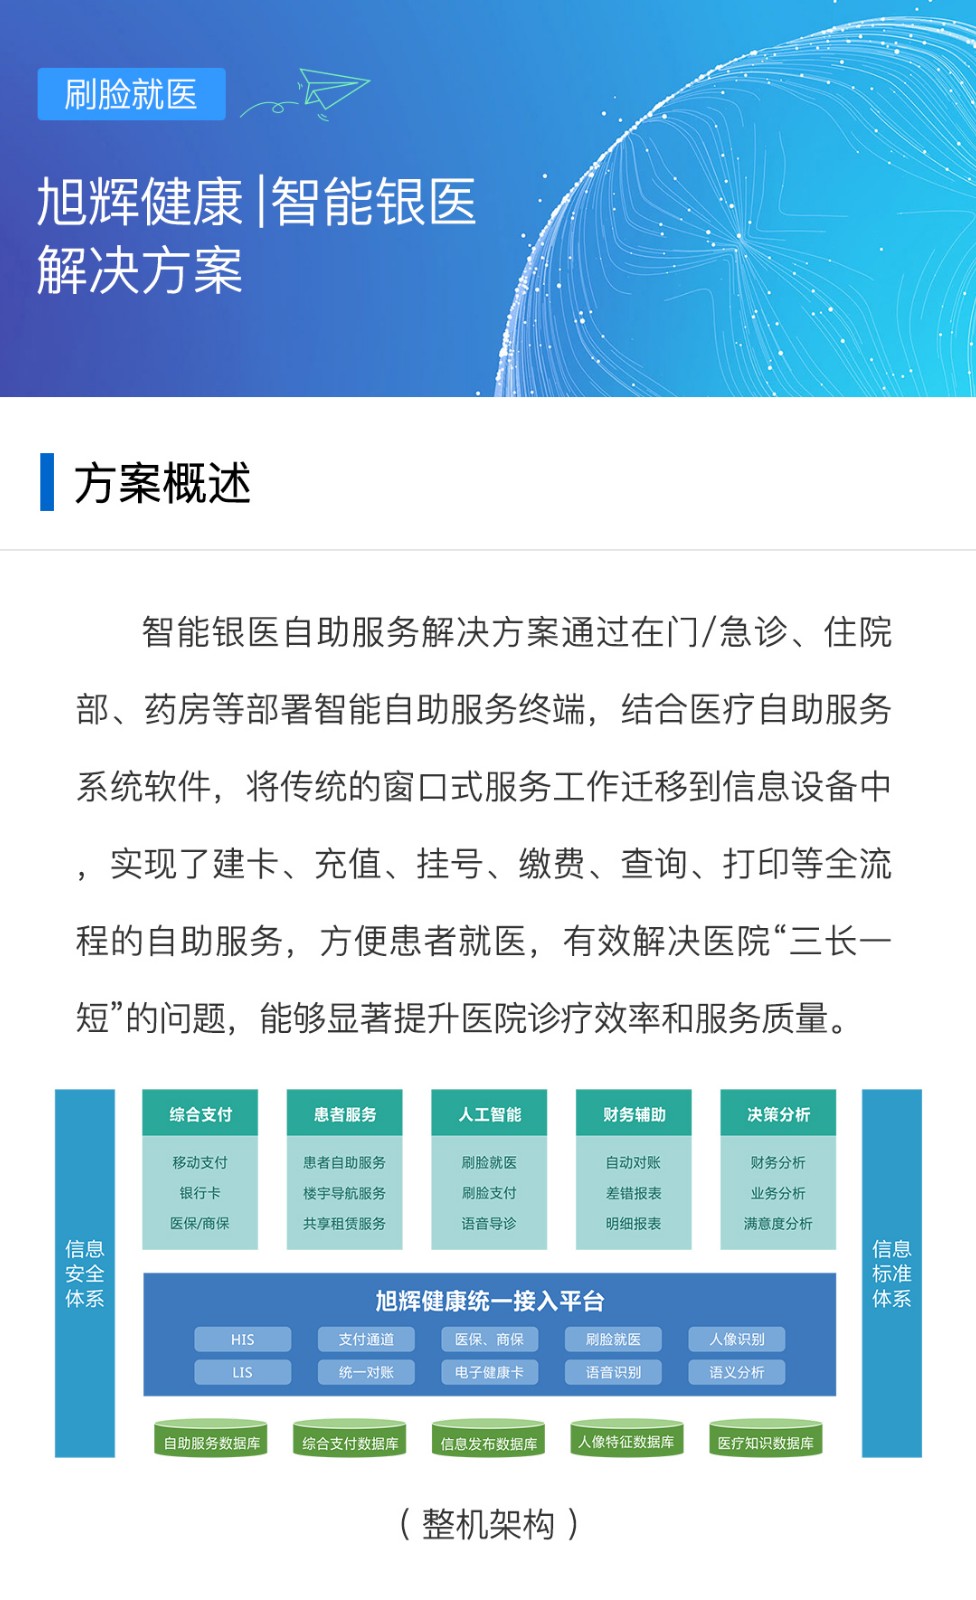 刷脸就医
旭辉健康|智能银医
解决方案
方案概述
智能银医自助服务解决方案通过在门/急诊、住院
部、药房等部署智能自助服务终端，结合医疗自助服务
系统软件，将传统的窗口式服务工作迁移到信息设备中
，实现了建卡、充值、挂号、缴费、查询、打印等全流
程的自助服务，方便患者就医，有效解决医院“三长一
短”的问题，能够显著提升医院诊疗效率和服务质量。
信息
安全
体系
综合支付
移动支付
银行卡
医保/商保
患者服务
患者自助服务
楼宇导航服务
共享租赁服务
人工智能
刷脸就医
刷脸支付
语音导诊
财务辅助
自动对账
差错报表
明细报表
决策分析
财务分析
业务分析
满意度分析
信息
标准
体系
旭辉健康统一接入平台
HIS 支付通道 医保、商保 刷脸就医 人像识别
LIS 统一对账 电子健康卡 语音识别 语义分析
自助服务数据库 综合支付数据库 信息发布数据库 人像特征数据库 医疗知识数据库
（整机架构）